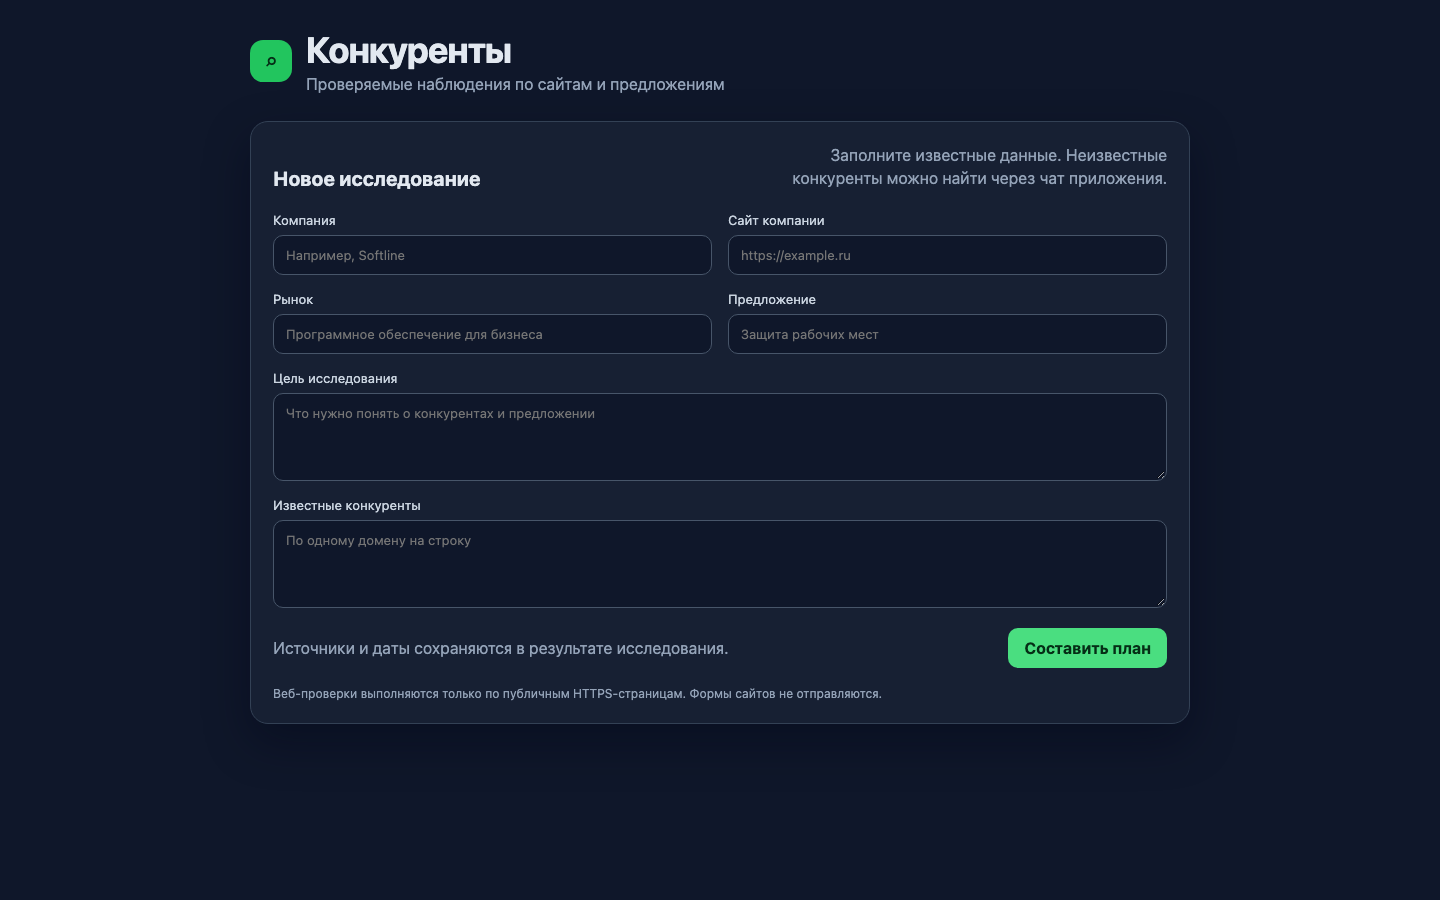 Конкуренты
Проверяемые наблюдения по сайтам и предложениям
Новое исследование
Заполните известные данные. Неизвестные
конкуренты можно найти через чат приложения.
Компания
Сайт компании
Например, Softline
https://example.ru
Рынок
Предложение
Программное обеспечение для бизнеса
Защита рабочих мест
Цель исследования
Что нужно понять о конкурентах и предложении
Известные конкуренты
По одному домену на строку
Источники и даты сохраняются в результате исследования.
Составить план
Веб-проверки выполняются только по публичным HTTPS-страницам. Формы сайтов не отправляются.